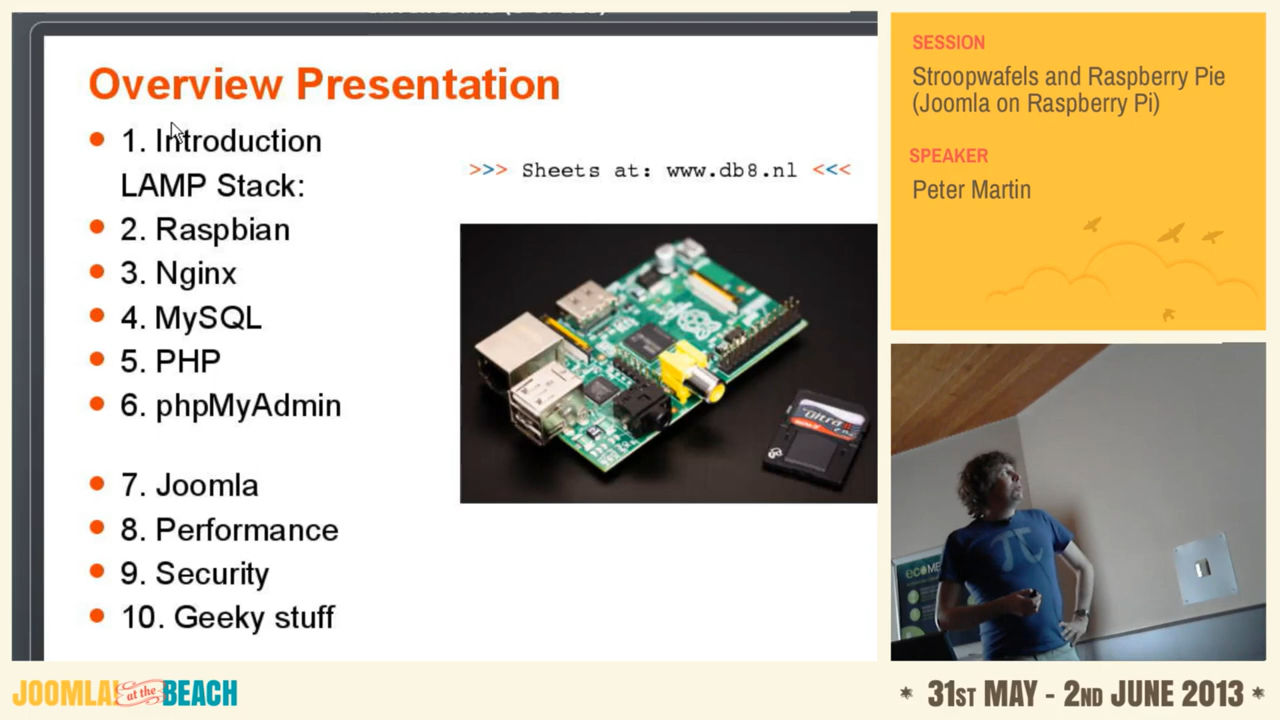 Overview Presentation
1. Introduction
LAMP Stack:
2. Raspbian
3. Nginx
4. MySQL
5. PHP
6. phpMyAdmin
7. Joomla
8. Performance
9. Security
10. Geeky stuff
>>> Sheets at: www.db8.nl <<<
Ultra II
SESSION
Stroopwafels and Raspberry Pie
(Joomla on Raspberry Pi)
SPEAKER
Peter Martin
π
JOOMLA! at the BEACH
* 31ST MAY - 2ND JUNE 2013 *